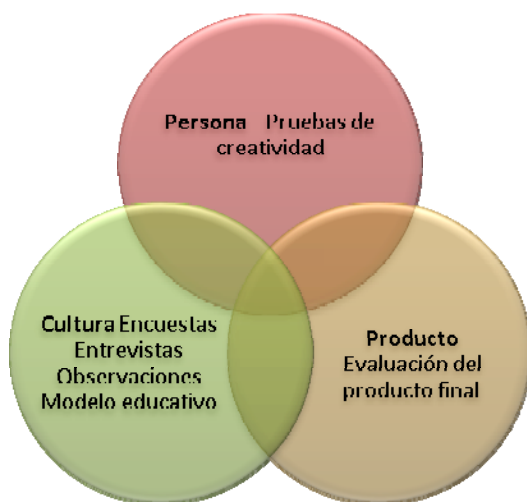 Persona Pruebas de
creatividad
Cultura Encuestas
Entrevistas
Observaciones
Modelo educativo
Producto
Evaluación del
producto final